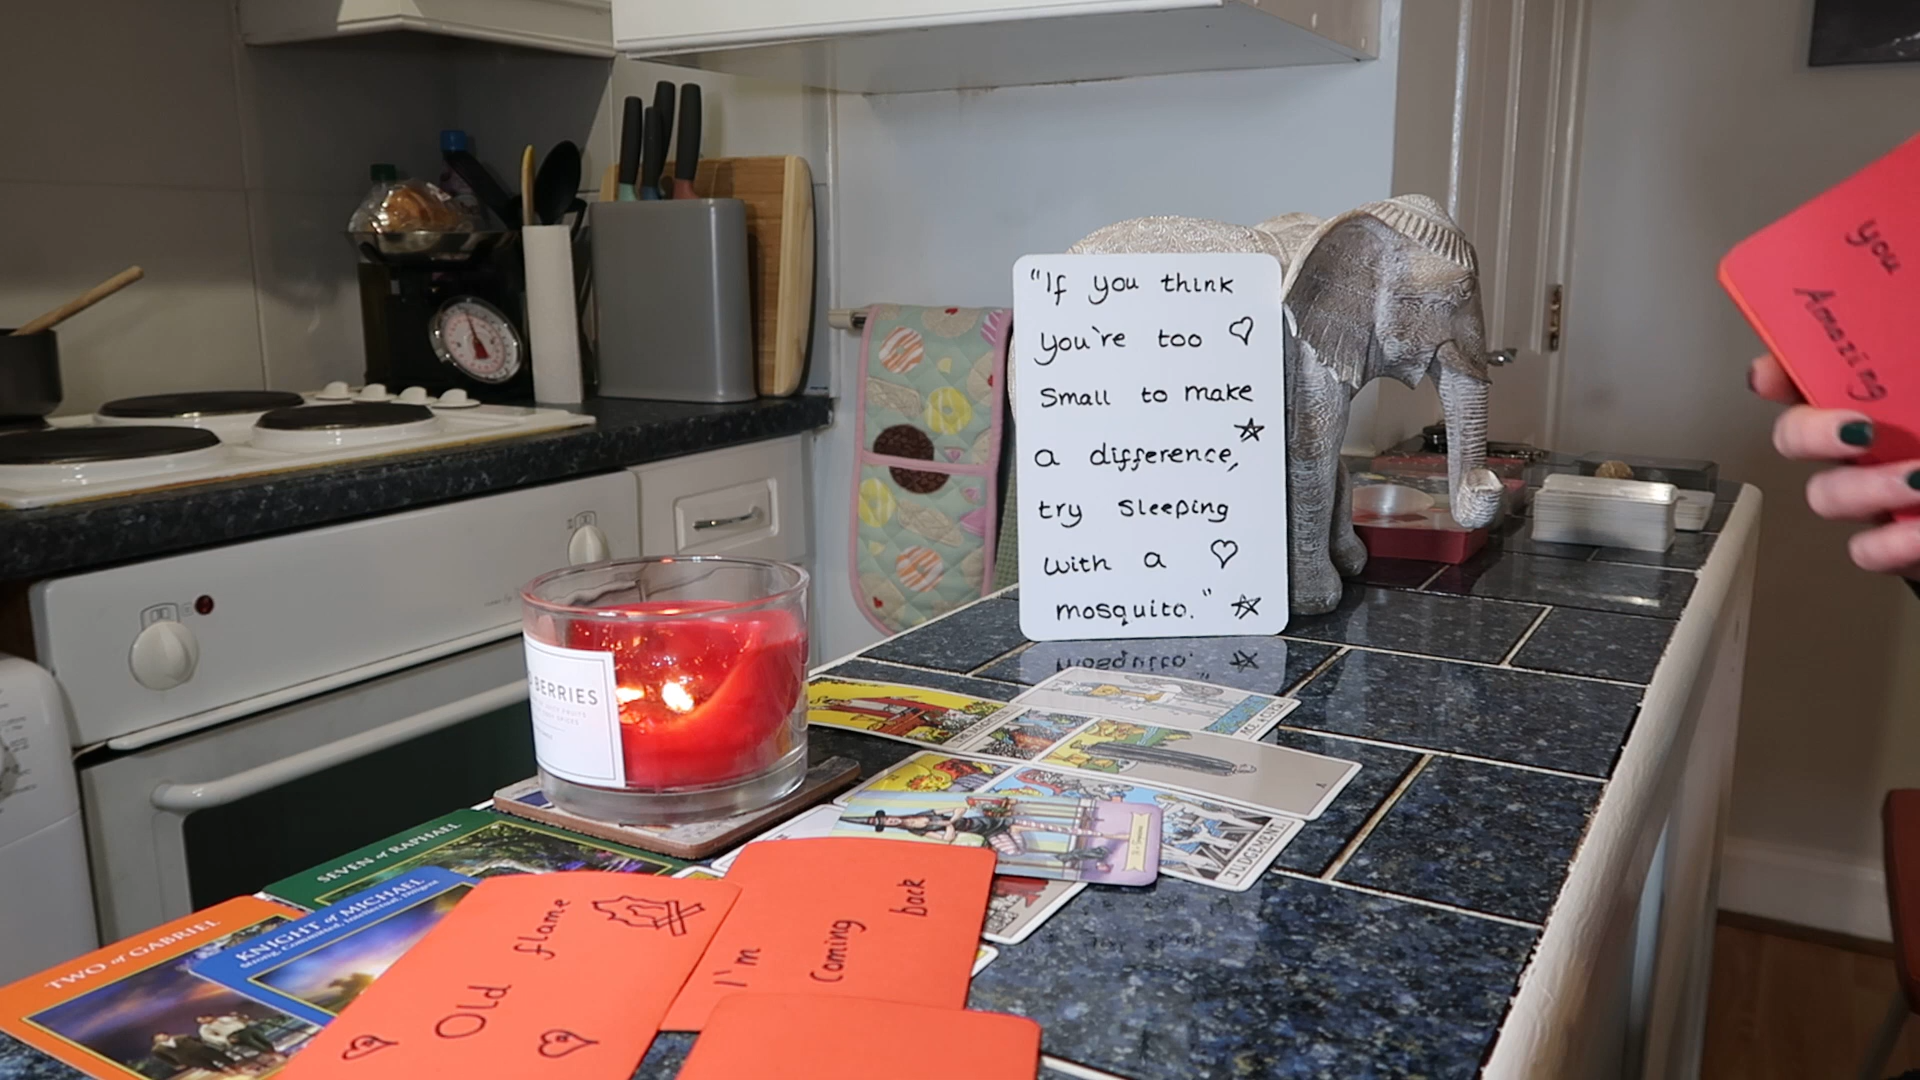 "If you think
you're too
Small to make
a difference,
try sleeping
with a
mosquito."
you
Amazing
BERRIES
SEVEN of RAPHAEL
KNIGHT of MICHAEL
TWO of GABRIEL
Old flame
I'm Coming back
JUDGEMENT
V